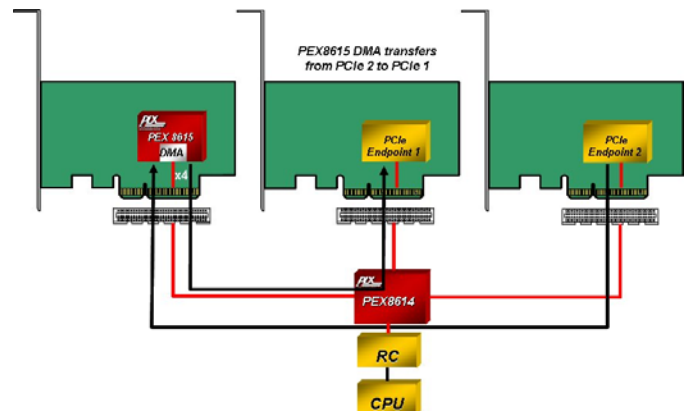 PEX8615 DMA transfers
from PCIe 2 to PCIe 1
PLX
PEX 8615
DMA
x4
PCIe
Endpoint 1
PCIe
Endpoint 2
PLX
PEX8614
RC
CPU